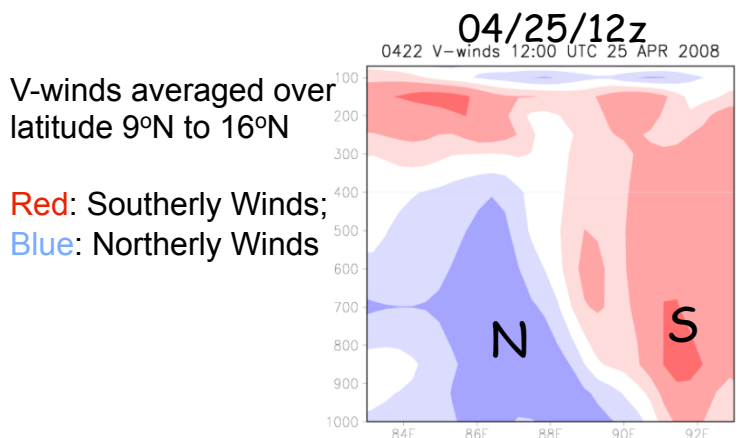 04/25/12z
0422 V-winds 12:00 UTC 25 APR 2008
V-winds averaged over
latitude 9ºN to 16ºN
Red: Southerly Winds;
Blue: Northerly Winds
100
200
300
400
500
600
700
800
900
1000
N
S
84E
86E
88E
90E
92E